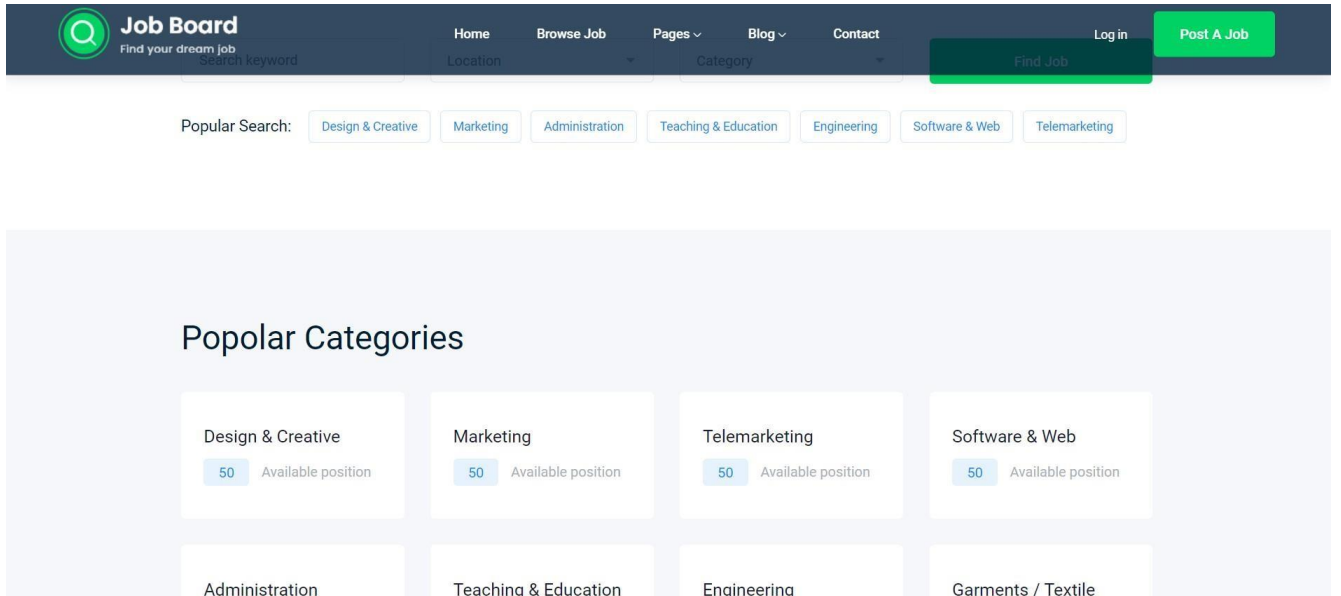 Job Board
Find your dream job
Home Browse Job Pages Blog Contact Log in Post A Job
Search keyword Location Category Find Job
Popular Search: Design & Creative Marketing Administration Teaching & Education Engineering Software & Web Telemarketing
Popolar Categories
Design & Creative Marketing Telemarketing Software & Web
50 Available position 50 Available position 50 Available position 50 Available position
Administration Teaching & Education Engineering Garments / Textile